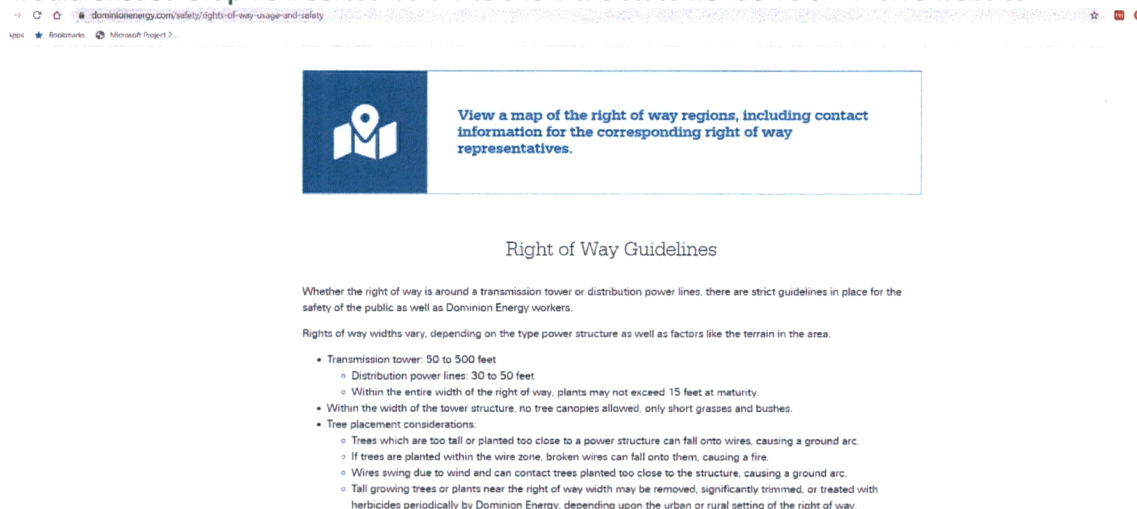 dominionenergy.com/safety/rights-of-way-usage-and-safety
Apps Bookmarks Microsoft Project 2...
View a map of the right of way regions, including contact
information for the corresponding right of way
representatives.
Right of Way Guidelines
Whether the right of way is around a transmission tower or distribution power lines, there are strict guidelines in place for the
safety of the public as well as Dominion Energy workers.
Rights of way widths vary, depending on the type power structure as well as factors like the terrain in the area.
• Transmission tower: 50 to 500 feet
◦ Distribution power lines: 30 to 50 feet
◦ Within the entire width of the right of way, plants may not exceed 15 feet at maturity.
• Within the width of the tower structure, no tree canopies allowed, only short grasses and bushes.
• Tree placement considerations:
◦ Trees which are too tall or planted too close to a power structure can fall onto wires, causing a ground arc.
◦ If trees are planted within the wire zone, broken wires can fall onto them, causing a fire.
◦ Wires swing due to wind and can contact trees planted too close to the structure, causing a ground arc.
◦ Tall growing trees or plants near the right of way width may be removed, significantly trimmed, or treated with
herbicides periodically by Dominion Energy, depending upon the urban or rural setting of the right of way.